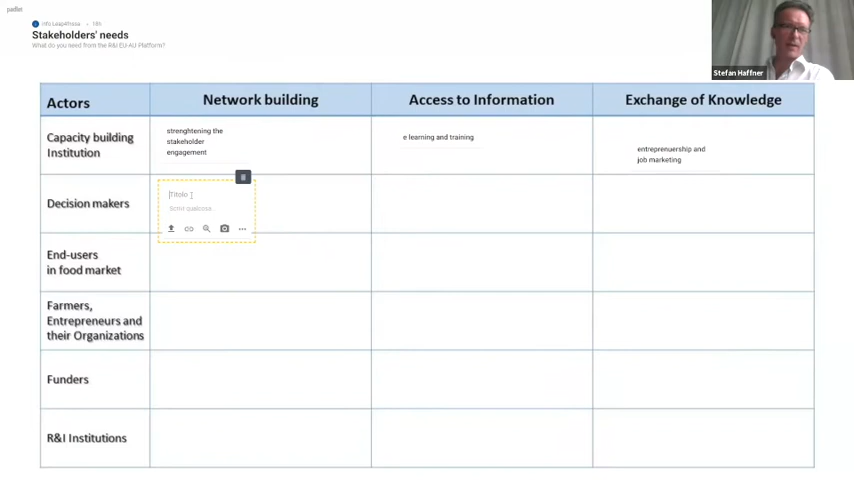 padlet
Info Leap4fnssa • 18h
Stakeholders' needs
What do you need from the R&I EU-AU Platform?
Stefan Haffner
Actors
Network building
Access to Information
Exchange of Knowledge
Capacity building
Institution
strenghtening the
stakeholder
engagement
e learning and training
entreprenuership and
job marketing
Decision makers
Titolo
Scrivi qualcosa
End-users
in food market
Farmers,
Entrepreneurs and
their Organizations
Funders
R&I Institutions